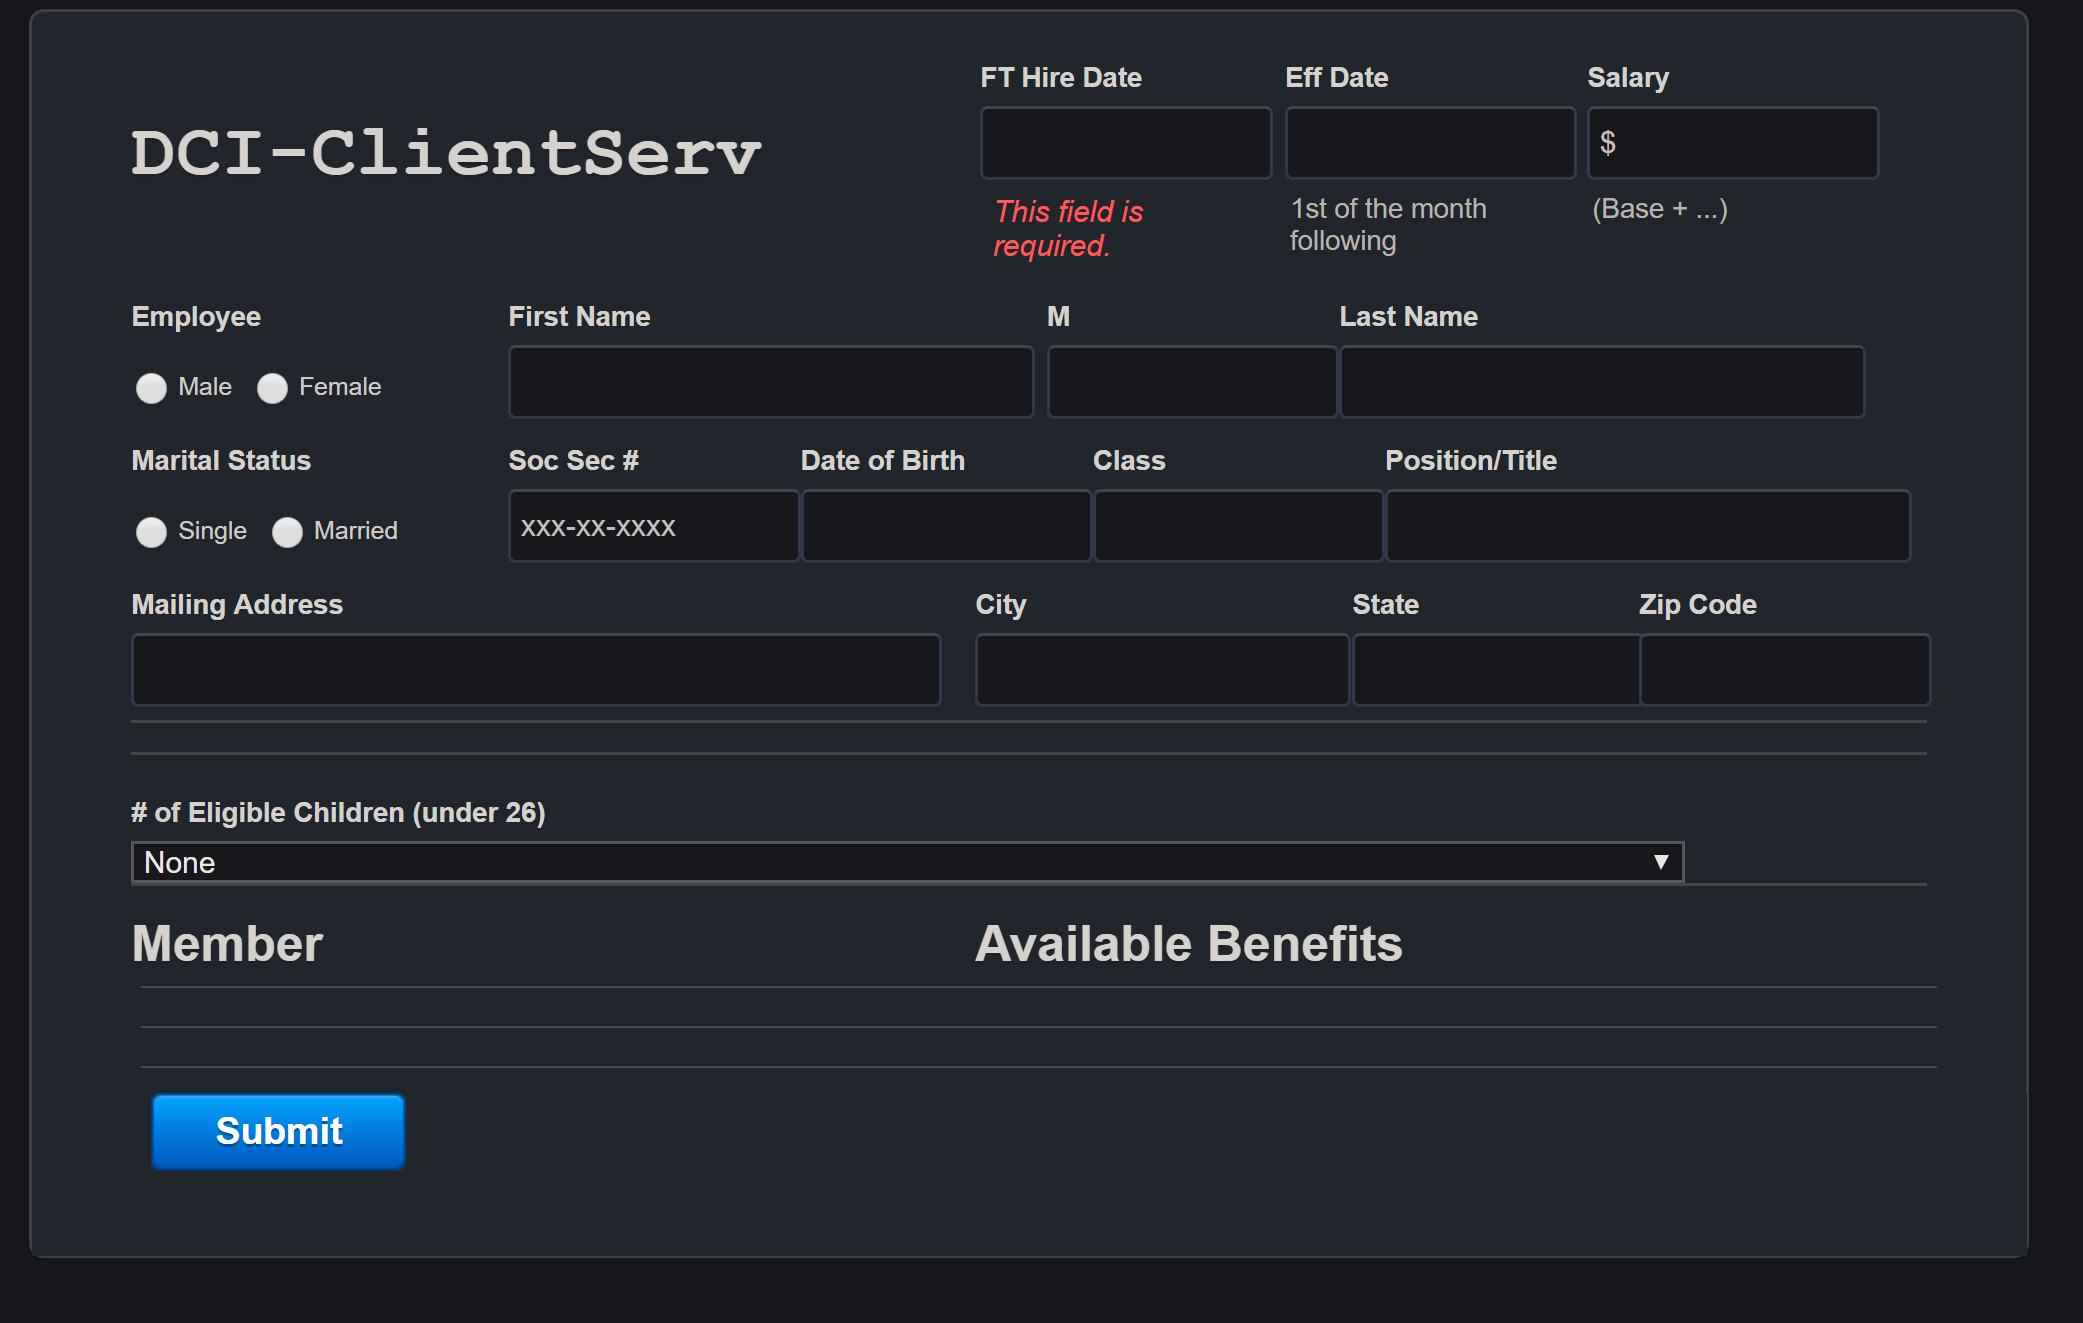 FT Hire Date Eff Date Salary
DCI-ClientServ
$
This field is
required.
1st of the month
following
(Base + ...)
Employee First Name M Last Name
Male Female
Marital Status Soc Sec # Date of Birth Class Position/Title
Single Married xxx-xx-xxxx
Mailing Address City State Zip Code
# of Eligible Children (under 26)
None
Member Available Benefits
Submit